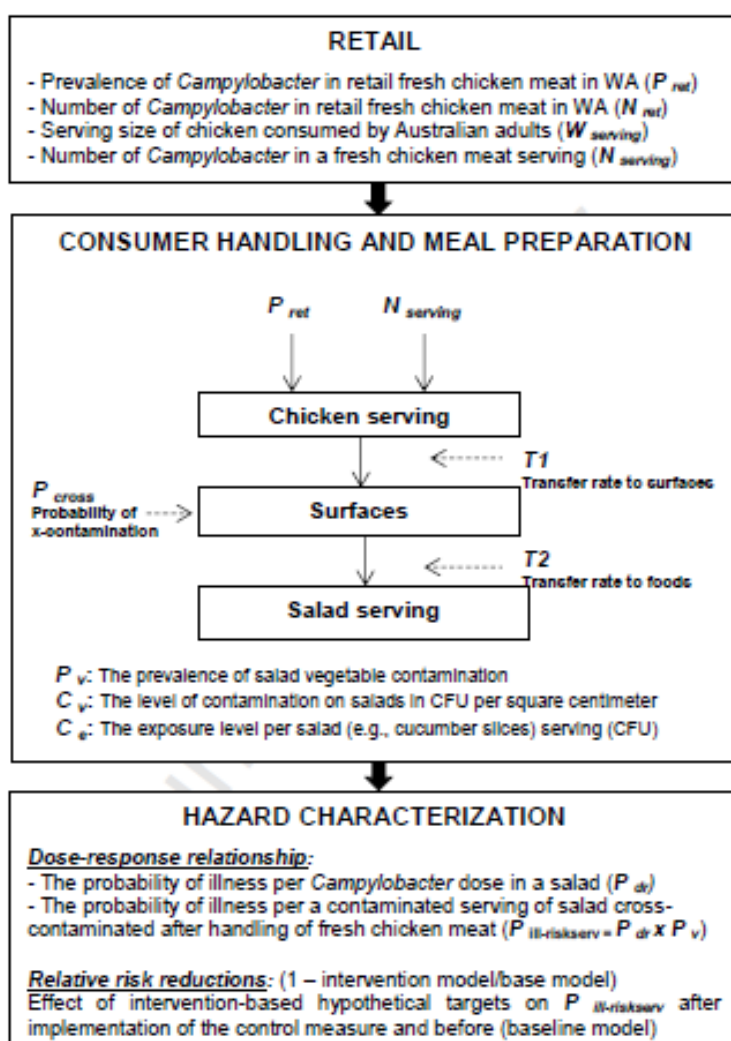 RETAIL
- Prevalence of Campylobacter in retail fresh chicken meat in WA (P ret)
- Number of Campylobacter in retail fresh chicken meat in WA (N ret)
- Serving size of chicken consumed by Australian adults (W serving)
- Number of Campylobacter in a fresh chicken meat serving (N serving)
CONSUMER HANDLING AND MEAL PREPARATION
P ret N serving
Chicken serving
T1
Transfer rate to surfaces
P cross
Probability of
x-contamination
Surfaces
T2
Transfer rate to foods
Salad serving
P v: The prevalence of salad vegetable contamination
C v: The level of contamination on salads in CFU per square centimeter
C e: The exposure level per salad (e.g., cucumber slices) serving (CFU)
HAZARD CHARACTERIZATION
Dose-response relationship:
- The probability of illness per Campylobacter dose in a salad (P dr)
- The probability of illness per a contaminated serving of salad cross-
contaminated after handling of fresh chicken meat (P ill-riskserv = P dr x P v)
Relative risk reductions: (1 – intervention model/base model)
Effect of intervention-based hypothetical targets on P ill-riskserv after
implementation of the control measure and before (baseline model)